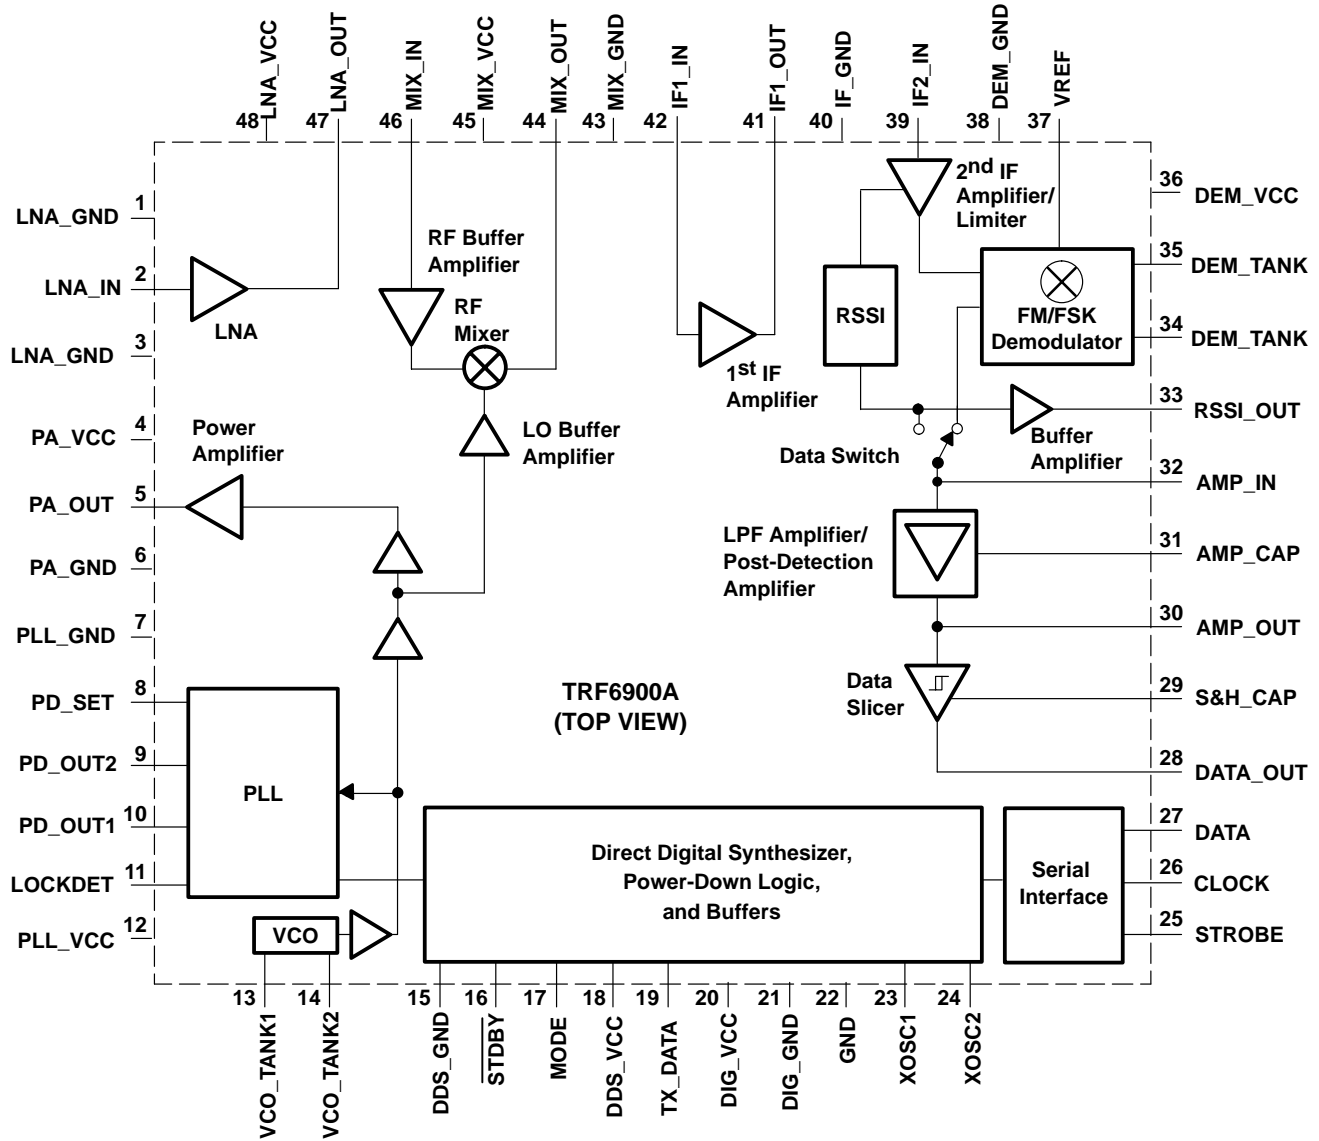 LNA_VCC
LNA_OUT
MIX_IN
MIX_VCC
MIX_OUT
MIX_GND
IF1_IN
IF1_OUT
IF_GND
IF2_IN
DEM_GND
VREF
48
47
46
45
44
43
42
41
40
39
38
37
1
LNA_GND
2
LNA_IN
3
LNA_GND
4
PA_VCC
5
PA_OUT
6
PA_GND
7
PLL_GND
8
PD_SET
9
PD_OUT2
10
PD_OUT1
11
LOCKDET
12
PLL_VCC
LNA
RF Buffer
Amplifier
RF
Mixer
Power
Amplifier
LO Buffer
Amplifier
1st IF
Amplifier
2nd IF
Amplifier/
Limiter
RSSI
FM/FSK
Demodulator
Buffer
Amplifier
Data Switch
LPF Amplifier/
Post-Detection
Amplifier
Data
Slicer
TRF6900A
(TOP VIEW)
PLL
VCO
Direct Digital Synthesizer,
Power-Down Logic,
and Buffers
Serial
Interface
36
DEM_VCC
35
DEM_TANK
34
DEM_TANK
33
RSSI_OUT
32
AMP_IN
31
AMP_CAP
30
AMP_OUT
29
S&H_CAP
28
DATA_OUT
27
DATA
26
CLOCK
25
STROBE
13
14
15
16
17
18
19
20
21
22
23
24
VCO_TANK1
VCO_TANK2
DDS_GND
STDBY
MODE
DDS_VCC
TX_DATA
DIG_VCC
DIG_GND
GND
XOSC1
XOSC2